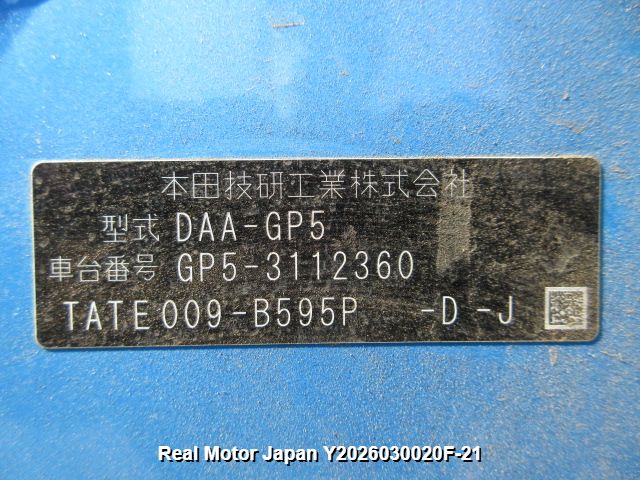 本田技研工業株式会社
型式 DAA-GP5
車台番号 GP5-3112360
TATE009-B595P -D-J
Real Motor Japan Y2026030020F-21